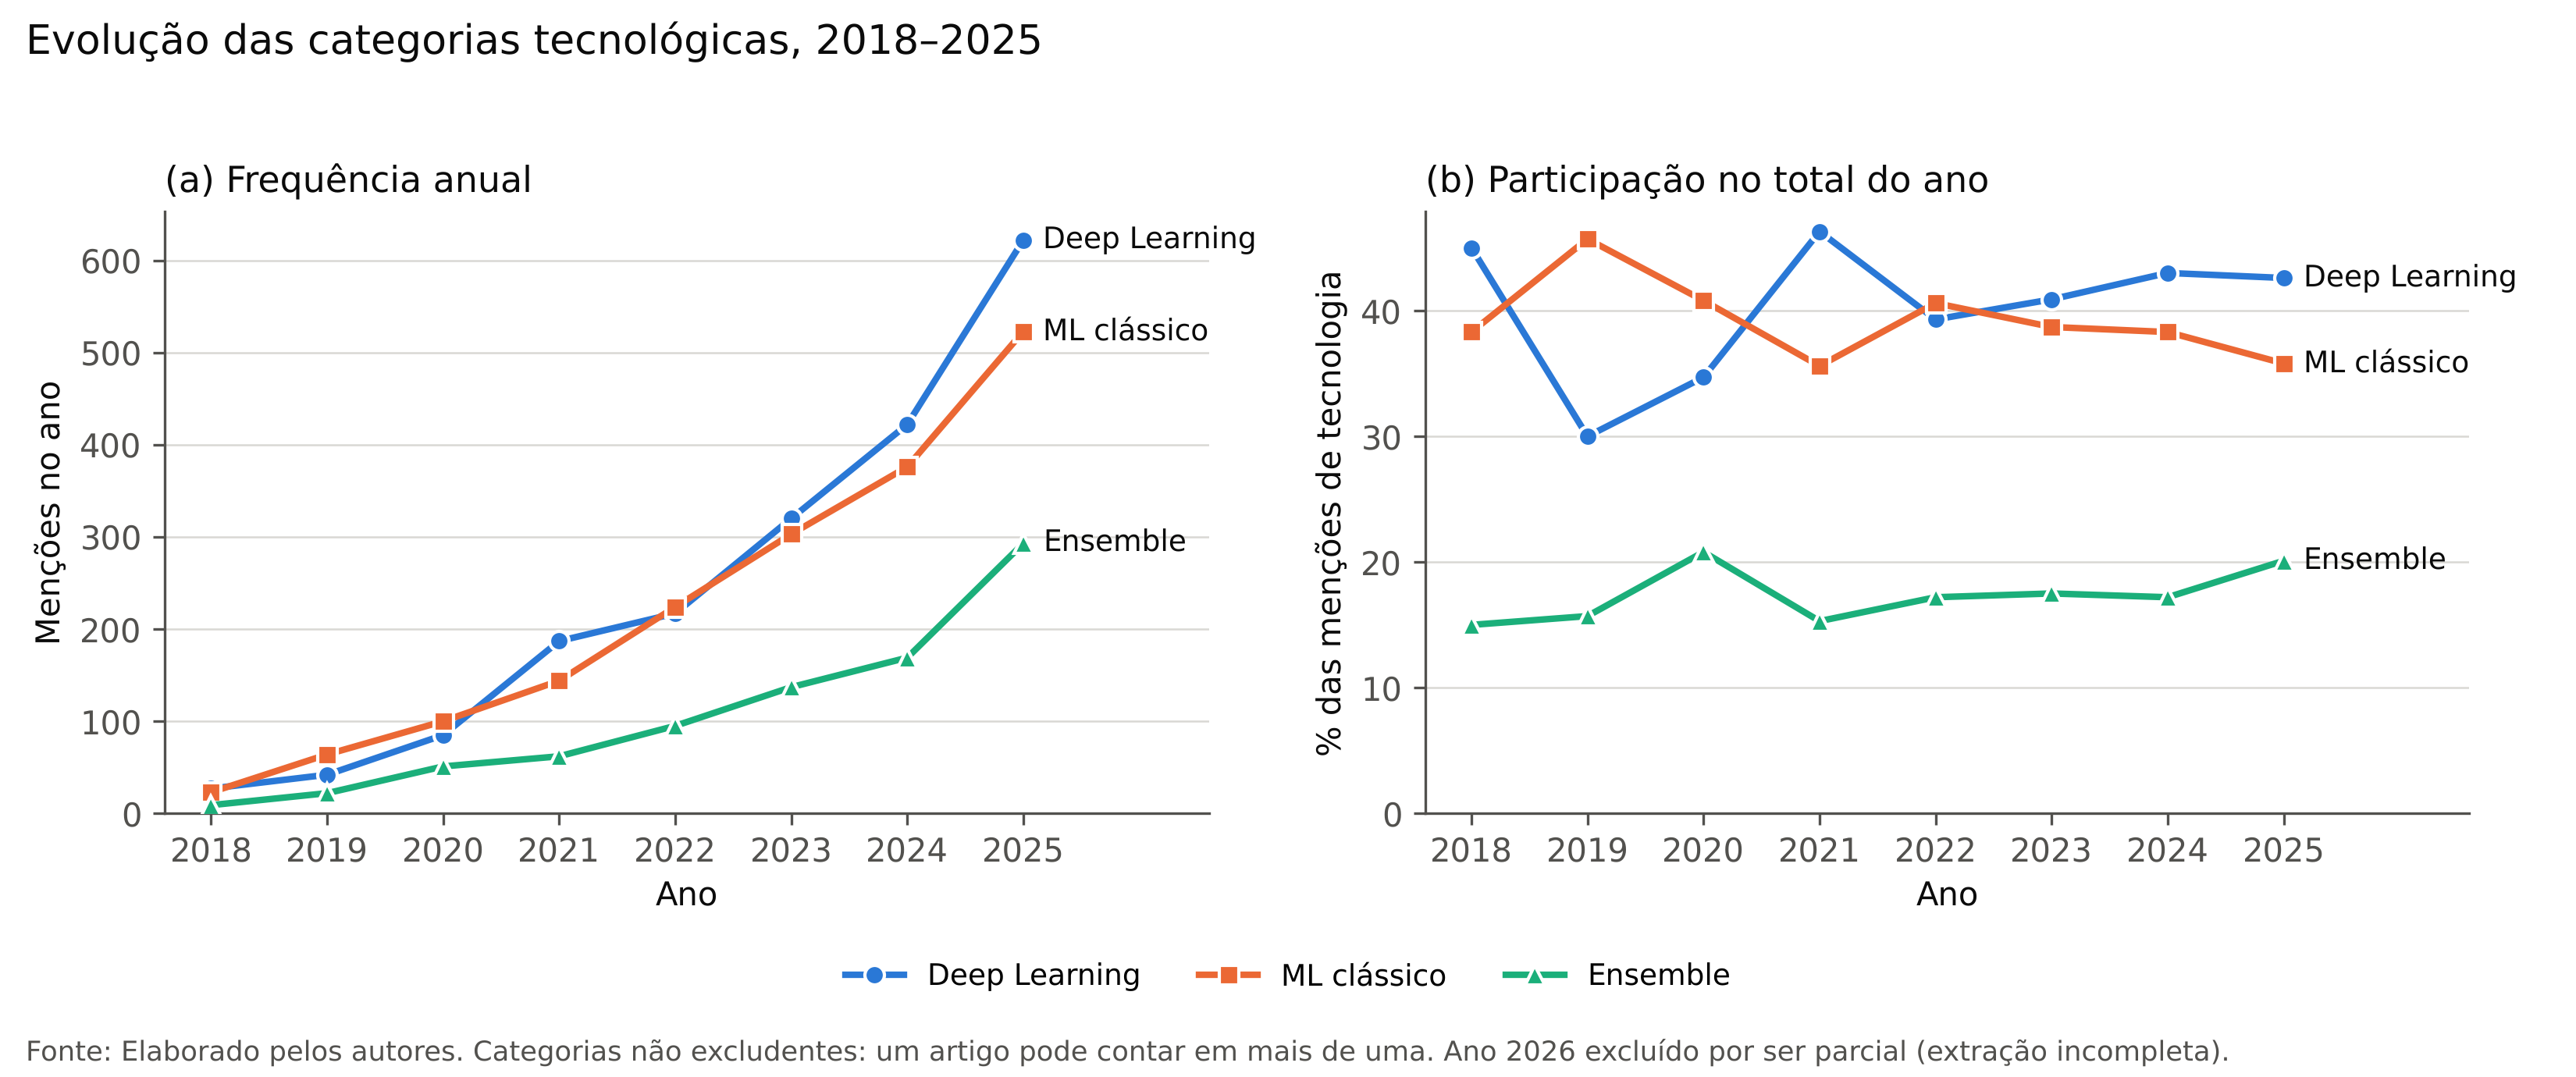 Evolução das categorias tecnológicas, 2018–2025
(a) Frequência anual
Menções no ano
600
500
400
300
200
100
0
Deep Learning
ML clássico
Ensemble
2018 2019 2020 2021 2022 2023 2024 2025
Ano
(b) Participação no total do ano
% das menções de tecnologia
40
30
20
10
0
Deep Learning
ML clássico
Ensemble
2018 2019 2020 2021 2022 2023 2024 2025
Ano
Deep Learning ML clássico Ensemble
Fonte: Elaborado pelos autores. Categorias não excludentes: um artigo pode contar em mais de uma. Ano 2026 excluído por ser parcial (extração incompleta).